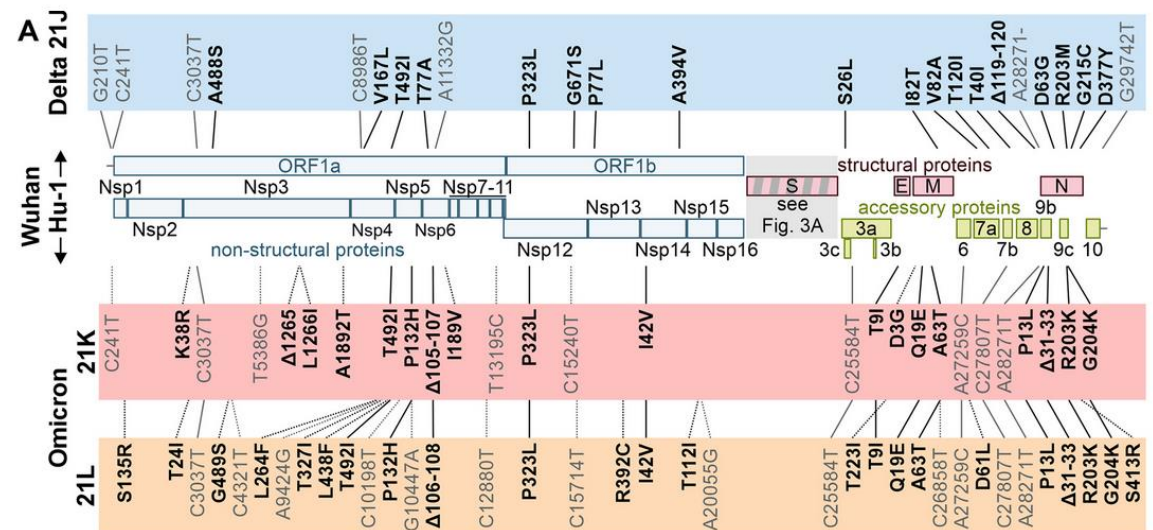 A
Delta 21J
G210T
C241T
C3037T
A488S
C8986T
V167L
T492I
T77A
A11332G
P323L
G671S
P77L
A394V
S26L
I82T
V82A
T120I
T40I
Δ119-120
A28271-
D63G
R203M
G215C
D377Y
G29742T
Wuhan
← Hu-1 →
ORF1a
ORF1b
structural proteins
Nsp1
Nsp3
Nsp5
Nsp7-11
S
E
M
N
see
Fig. 3A
Nsp13
Nsp15
accessory proteins
9b
Nsp2
Nsp4
Nsp6
3a
7a
8
non-structural proteins
Nsp12
Nsp14
Nsp16
3c
3b
6
7b
9c
10
Omicron
21K
C241T
K38R
C3037T
T5386G
Δ1265
L1266I
A1892T
T492I
P132H
Δ105-107
I189V
T13195C
P323L
C15240T
I42V
C25584T
T9I
D3G
Q19E
A63T
A27259C
C27807T
A28271T
P13L
Δ31-33
R203K
G204K
21L
S135R
T24I
C3037T
G489S
C4321T
L264F
A9424G
T327I
L438F
T492I
C10198T
P132H
G10447A
Δ106-108
C12880T
P323L
C15714T
R392C
I42V
T112I
A20055G
C25584T
T223I
T9I
Q19E
A63T
C26858T
A27259C
D61L
C27807T
A28271T
P13L
Δ31-33
R203K
G204K
S413R